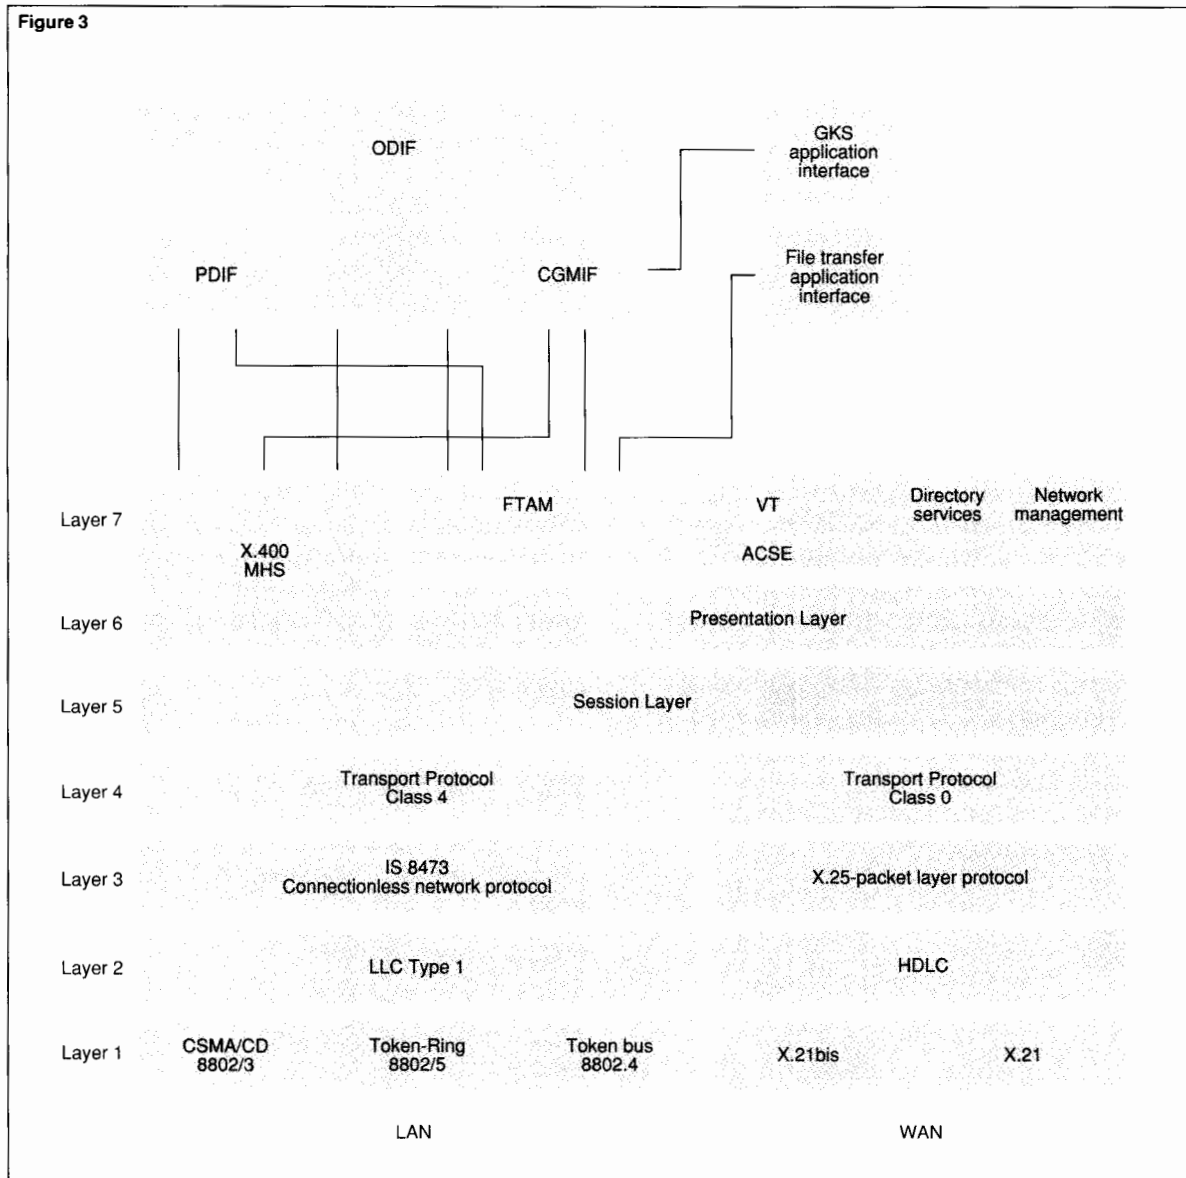 Figure 3
ODIF
GKS
application
interface
PDIF
CGMIF
File transfer
application
interface
Layer 7
FTAM
VT
Directory
services
Network
management
X.400
MHS
ACSE
Layer 6
Presentation Layer
Layer 5
Session Layer
Layer 4
Transport Protocol
Class 4
Transport Protocol
Class 0
Layer 3
IS 8473
Connectionless network protocol
X.25-packet layer protocol
Layer 2
LLC Type 1
HDLC
Layer 1
CSMA/CD
8802/3
Token-Ring
8802/5
Token bus
8802.4
X.21bis
X.21
LAN
WAN